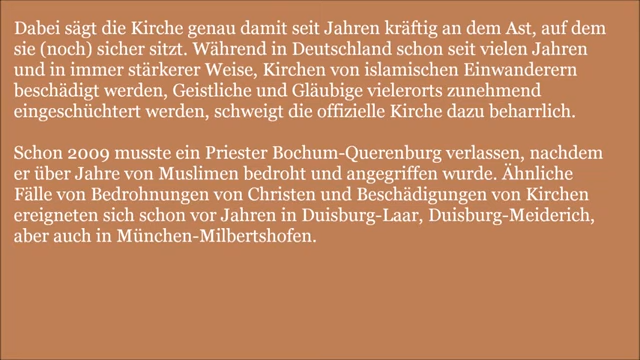 Dabei sägt die Kirche genau damit seit Jahren kräftig an dem Ast, auf dem
sie (noch) sicher sitzt. Während in Deutschland schon seit vielen Jahren
und in immer stärkerer Weise, Kirchen von islamischen Einwanderern
beschädigt werden, Geistliche und Gläubige vielerorts zunehmend
eingeschüchtert werden, schweigt die offizielle Kirche dazu beharrlich.
Schon 2009 musste ein Priester Bochum-Querenburg verlassen, nachdem
er über Jahre von Muslimen bedroht und angegriffen wurde. Ähnliche
Fälle von Bedrohnungen von Christen und Beschädigungen von Kirchen
ereigneten sich schon vor Jahren in Duisburg-Laar, Duisburg-Meiderich,
aber auch in München-Milbertshofen.